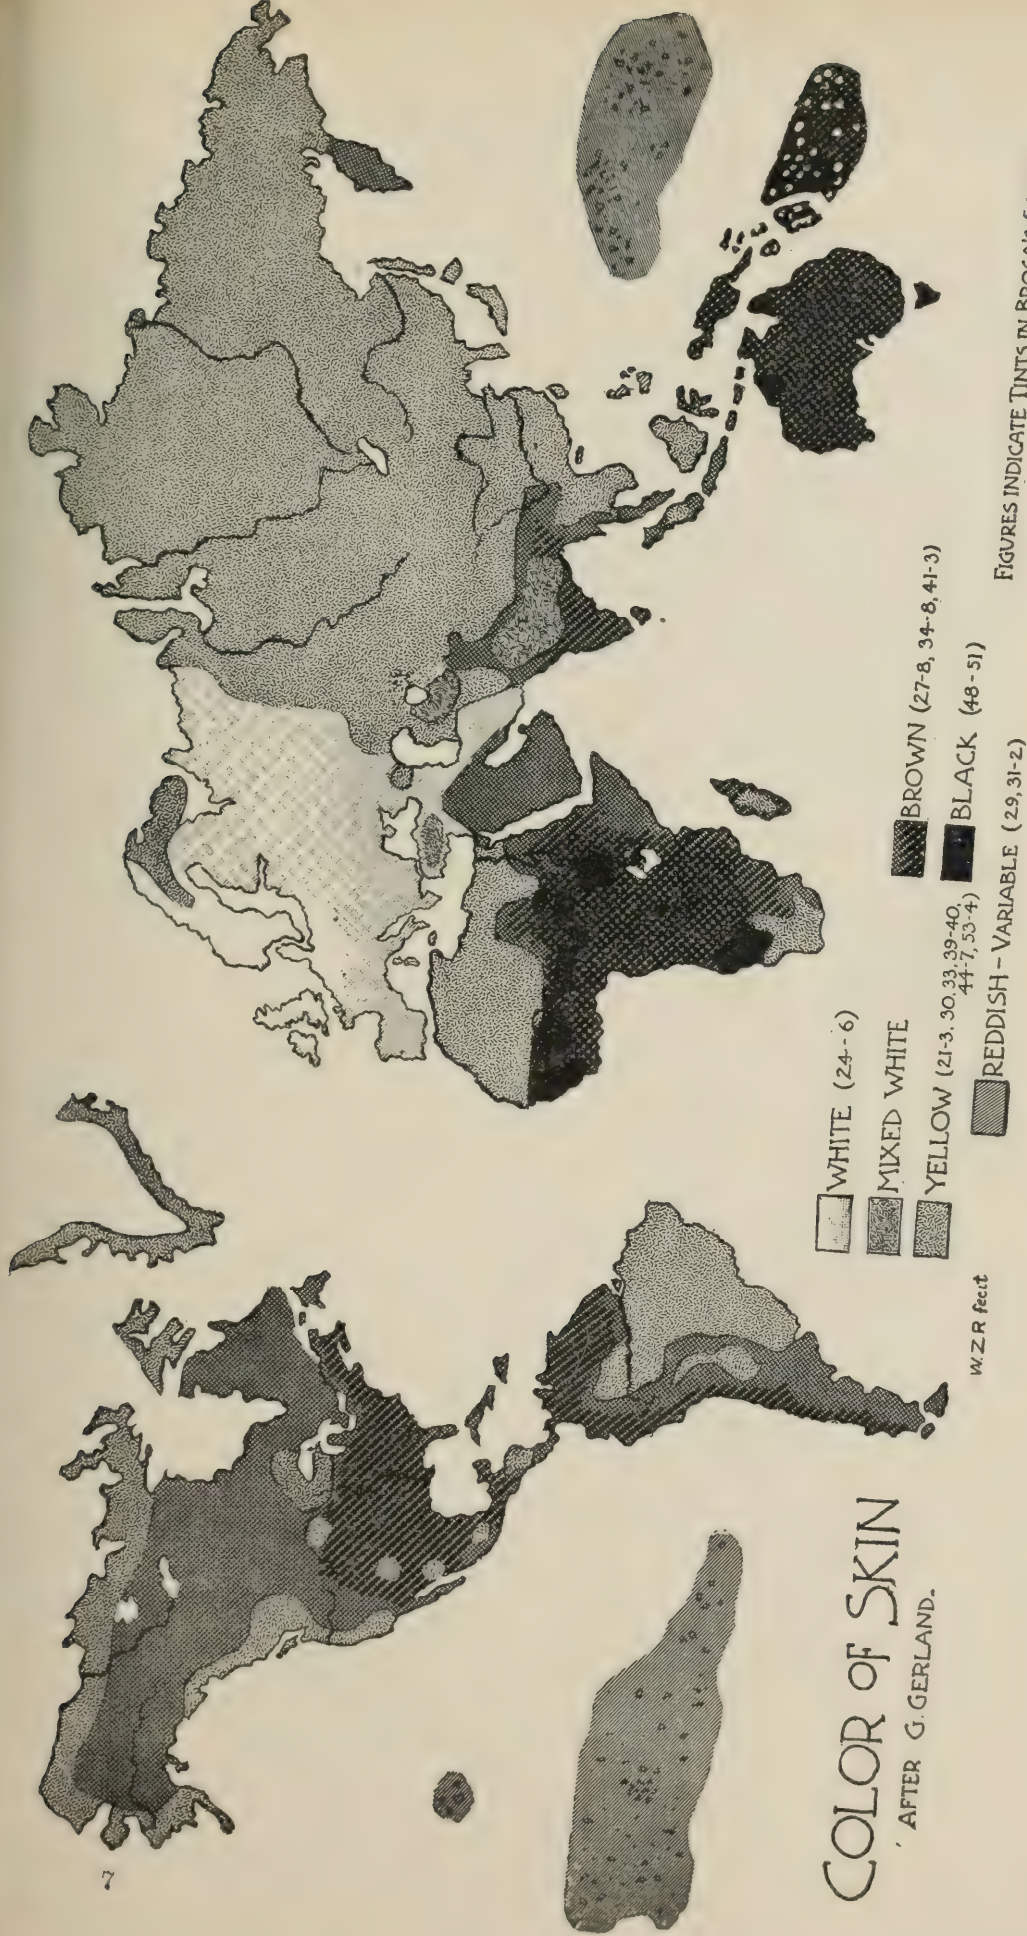 7
COLOR OF SKIN
AFTER G. GERLAND.
W.Z.R fecit
WHITE (24-6)
MIXED WHITE
YELLOW (21-3, 30, 33, 39-40,
44-7, 53-4)
REDDISH - VARIABLE (29, 31-2)
BROWN (27-8, 34-8, 41-3)
BLACK (48-51)
FIGURES INDICATE TINTS IN